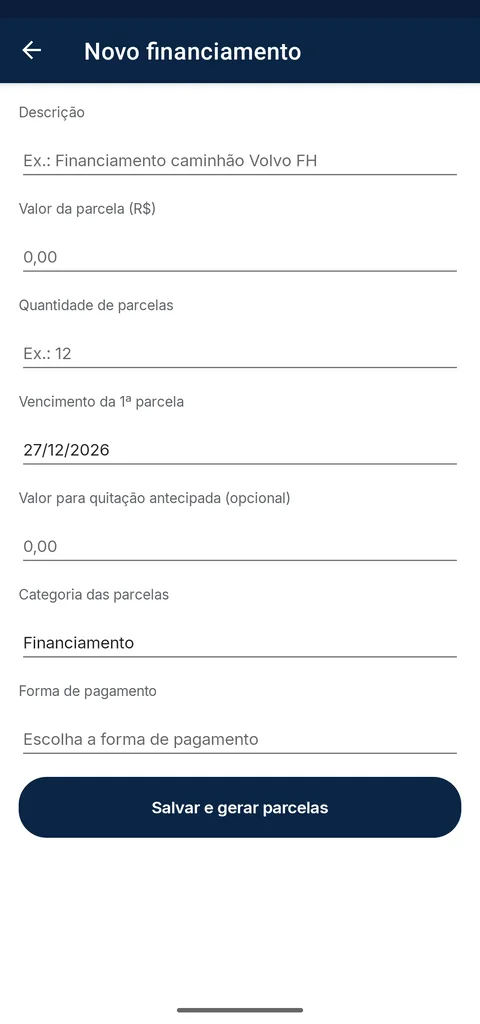 Novo financiamento
Descrição
Ex.: Financiamento caminhão Volvo FH
Valor da parcela (R$)
0,00
Quantidade de parcelas
Ex.: 12
Vencimento da 1ª parcela
27/12/2026
Valor para quitação antecipada (opcional)
0,00
Categoria das parcelas
Financiamento
Forma de pagamento
Escolha a forma de pagamento
Salvar e gerar parcelas